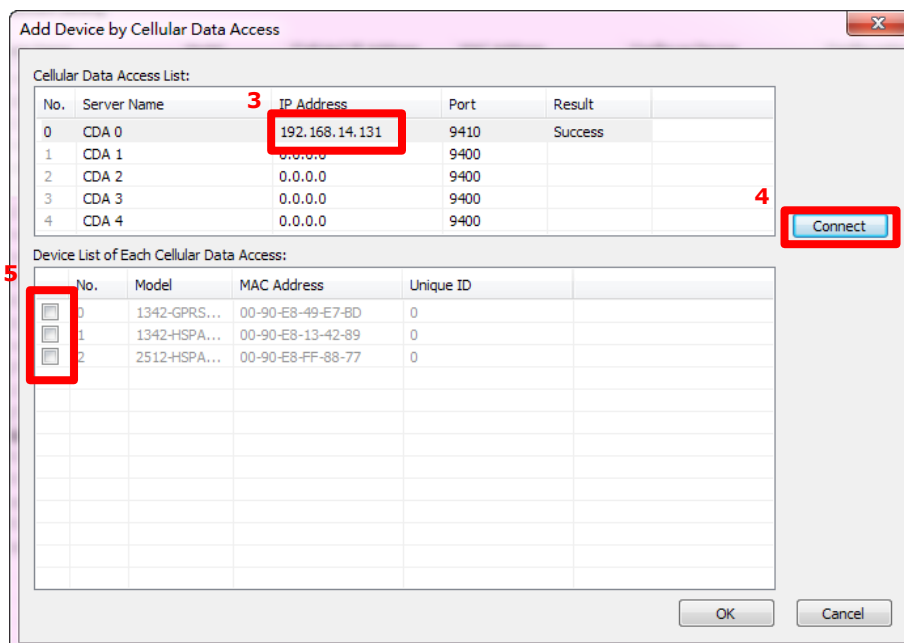 Add Device by Cellular Data Access
Cellular Data Access List:
No. Server Name 3 IP Address Port Result
0 CDA 0 192.168.14.131 9410 Success
1 CDA 1 0.0.0.0 9400
2 CDA 2 0.0.0.0 9400
3 CDA 3 0.0.0.0 9400
4 CDA 4 0.0.0.0 9400
4
Connect
Device List of Each Cellular Data Access:
5
No. Model MAC Address Unique ID
0 1342-GPRS... 00-90-E8-49-E7-BD 0
1 1342-HSPA... 00-90-E8-13-42-89 0
2 2512-HSPA... 00-90-E8-FF-88-77 0
OK Cancel